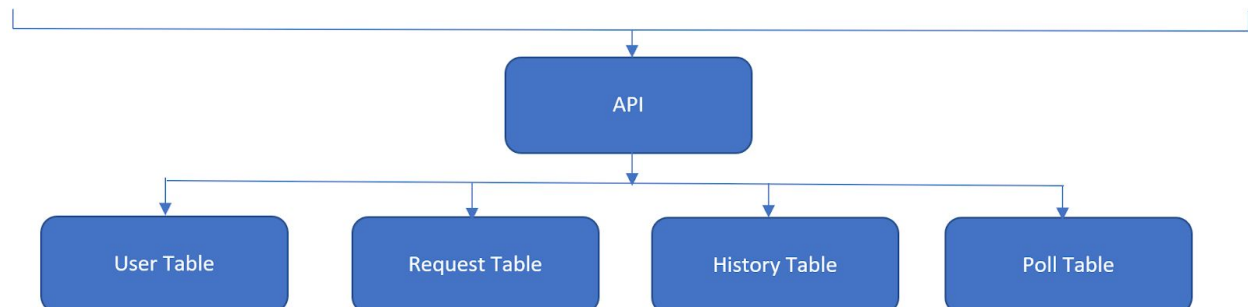 API
User Table
Request Table
History Table
Poll Table